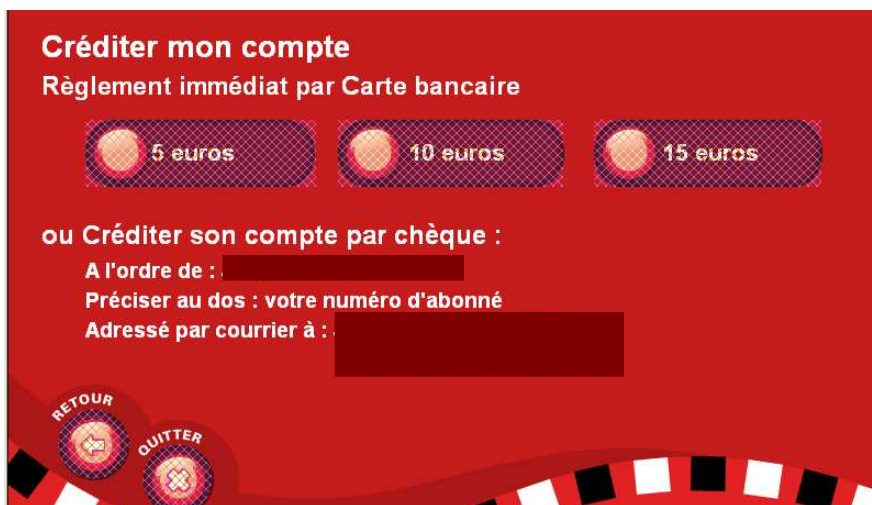 Créditer mon compte
Règlement immédiat par Carte bancaire
5 euros
10 euros
15 euros
ou Créditer son compte par chèque :
A l'ordre de :
Préciser au dos : votre numéro d'abonné
Adressé par courrier à :
RETOUR
QUITTER